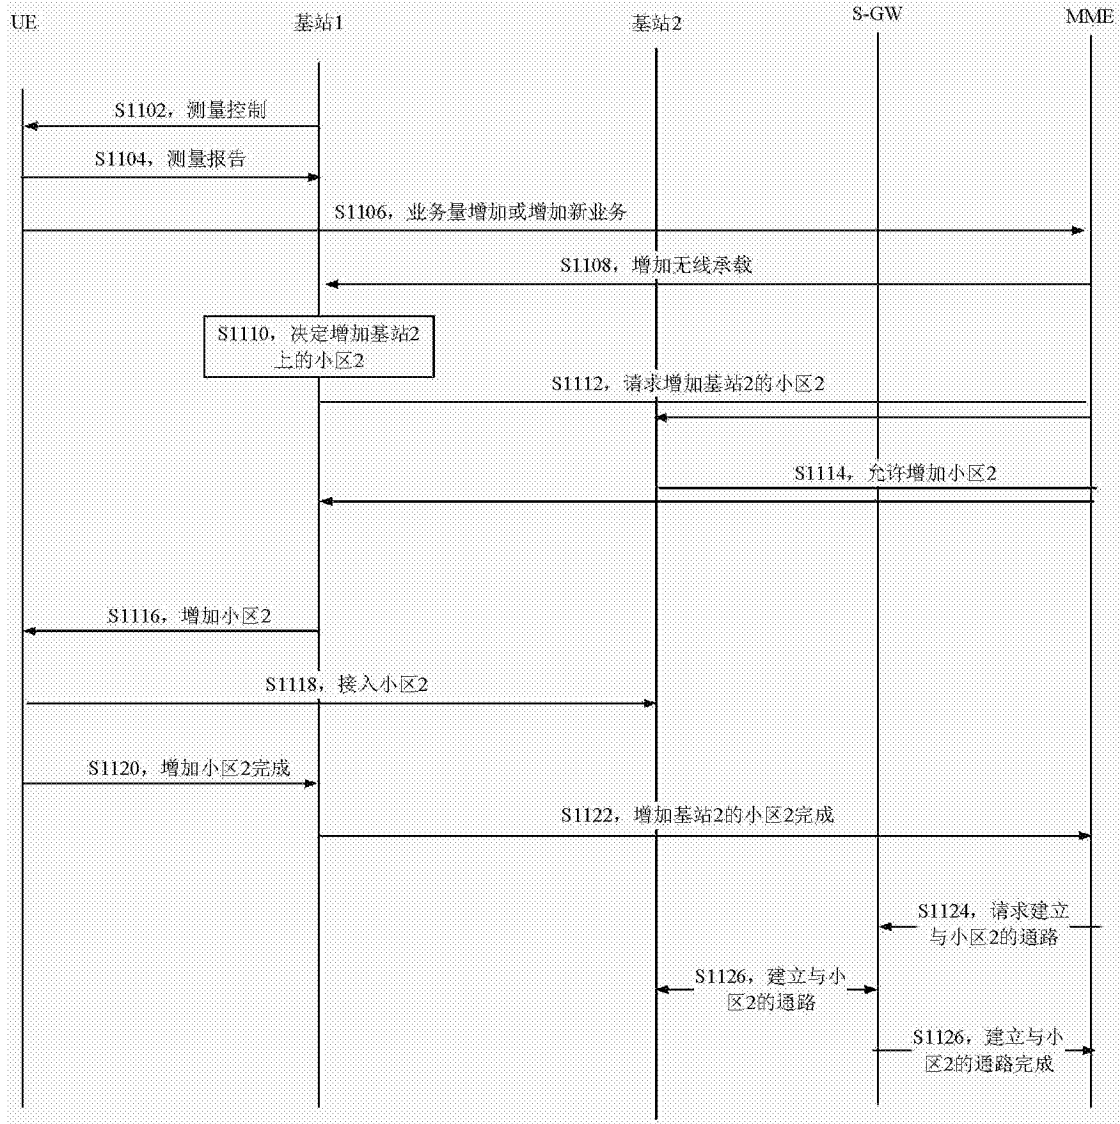 UE
基站1
基站2
S-GW
MME
S1102，测量控制
S1104，测量报告
S1106，业务量增加或增加新业务
S1108，增加无线承载
S1110，决定增加基站2
上的小区2
S1112，请求增加基站2的小区2
S1114，允许增加小区2
S1116，增加小区2
S1118，接入小区2
S1120，增加小区2完成
S1122，增加基站2的小区2完成
S1124，请求建立
与小区2的通路
S1126，建立与小
区2的通路
S1126，建立与小
区2的通路完成